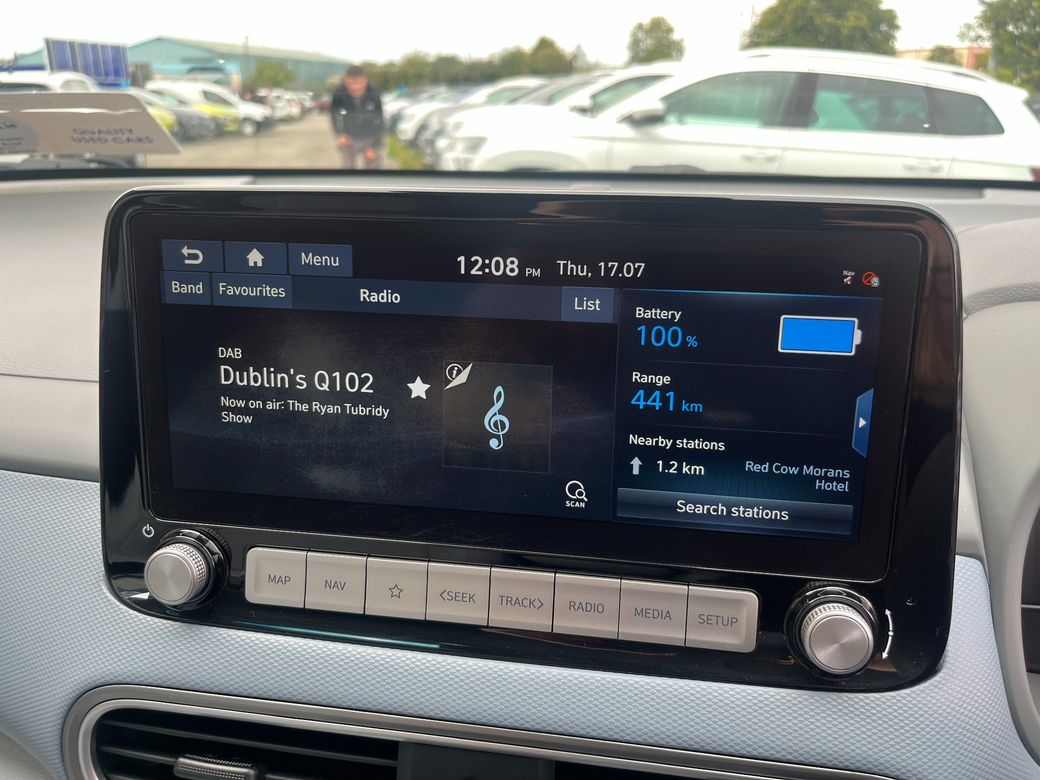 QUALITY
USED CARS
Menu
12:08 PM Thu, 17.07
Nav
Band Favourites Radio List
DAB
Dublin's Q102
Now on air: The Ryan Tubridy
Show
i
SCAN
Battery
100 %
Range
441 km
Nearby stations
1.2 km Red Cow Morans
Hotel
Search stations
MAP NAV <SEEK TRACK> RADIO MEDIA SETUP